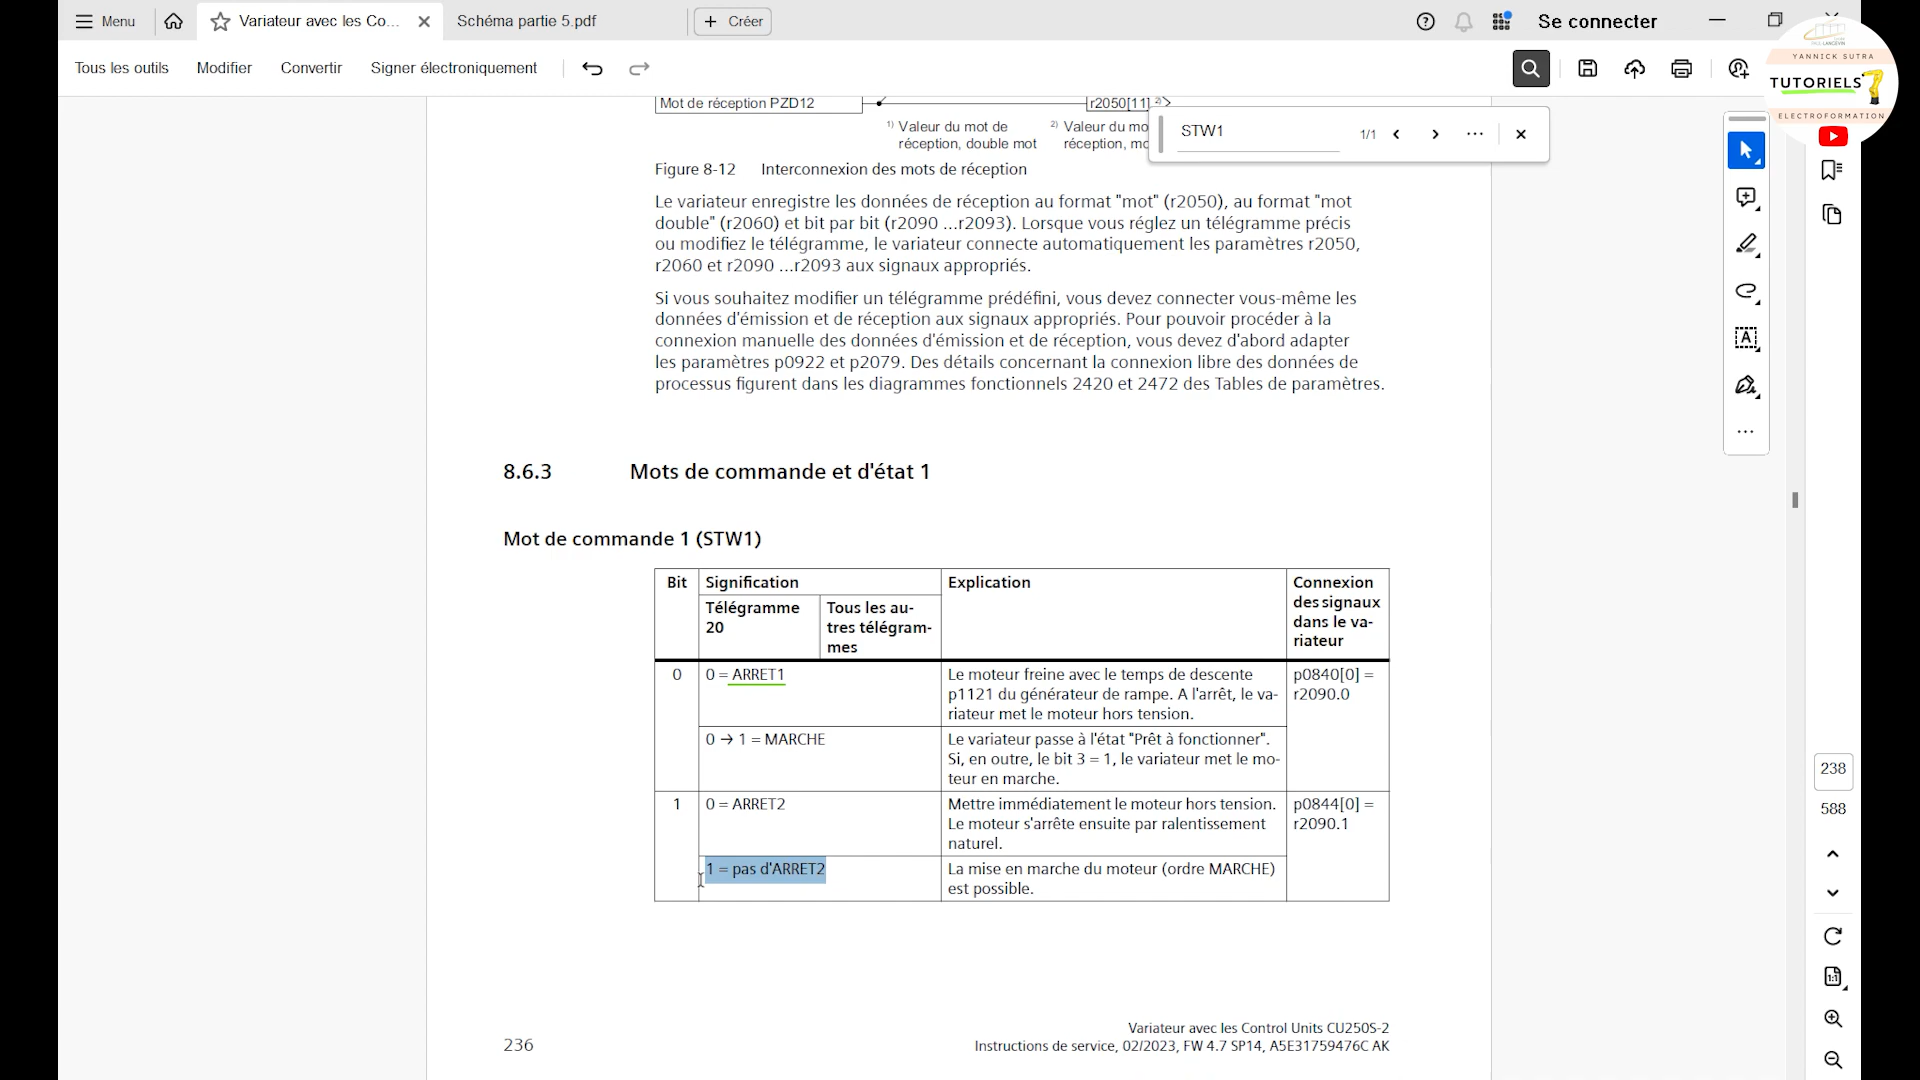 Menu
Variateur avec les Co...
Schéma partie 5.pdf
Créer
Se connecter
Tous les outils
Modifier
Convertir
Signer électroniquement
YANNICK SUTRA
TUTORIELS
ELECTROFORMATION
STW1
1/1
Mot de réception PZD12
r2050[11] 2)
1) Valeur du mot de
réception, double mot
2) Valeur du mo
réception, mo
Figure 8-12 Interconnexion des mots de réception
Le variateur enregistre les données de réception au format "mot" (r2050), au format "mot
double" (r2060) et bit par bit (r2090 ...r2093). Lorsque vous réglez un télégramme précis
ou modifiez le télégramme, le variateur connecte automatiquement les paramètres r2050,
r2060 et r2090 ...r2093 aux signaux appropriés.
Si vous souhaitez modifier un télégramme prédéfini, vous devez connecter vous-même les
données d'émission et de réception aux signaux appropriés. Pour pouvoir procéder à la
connexion manuelle des données d'émission et de réception, vous devez d'abord adapter
les paramètres p0922 et p2079. Des détails concernant la connexion libre des données de
processus figurent dans les diagrammes fonctionnels 2420 et 2472 des Tables de paramètres.
8.6.3 Mots de commande et d'état 1
Mot de commande 1 (STW1)
Bit
Signification
Télégramme
20
Tous les au-
tres télégram-
mes
Explication
Connexion
des signaux
dans le va-
riateur
0
0 = ARRET1
Le moteur freine avec le temps de descente
p1121 du générateur de rampe. A l'arrêt, le va-
riateur met le moteur hors tension.
p0840[0] =
r2090.0
0 → 1 = MARCHE
Le variateur passe à l'état "Prêt à fonctionner".
Si, en outre, le bit 3 = 1, le variateur met le mo-
teur en marche.
1
0 = ARRET2
Mettre immédiatement le moteur hors tension.
Le moteur s'arrête ensuite par ralentissement
naturel.
p0844[0] =
r2090.1
1 = pas d'ARRET2
La mise en marche du moteur (ordre MARCHE)
est possible.
236
Variateur avec les Control Units CU250S-2
Instructions de service, 02/2023, FW 4.7 SP14, A5E31759476C AK
238
588
1:1